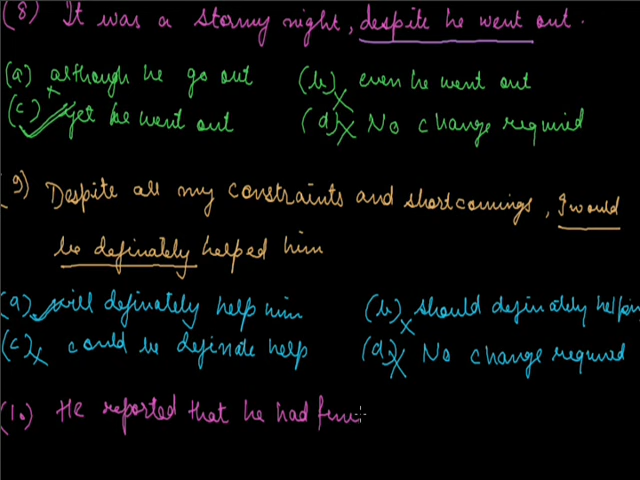 (8) It was a stormy night, despite he went out.
(a) although he go out (b) even he went out
(c) yet he went out (d) No change required
(9) Despite all my constraints and shortcomings, I would
be definately helped him
(a) will definately help him (b) should definately help him
(c) could be definate help (d) No change required
(10) He reported that he had